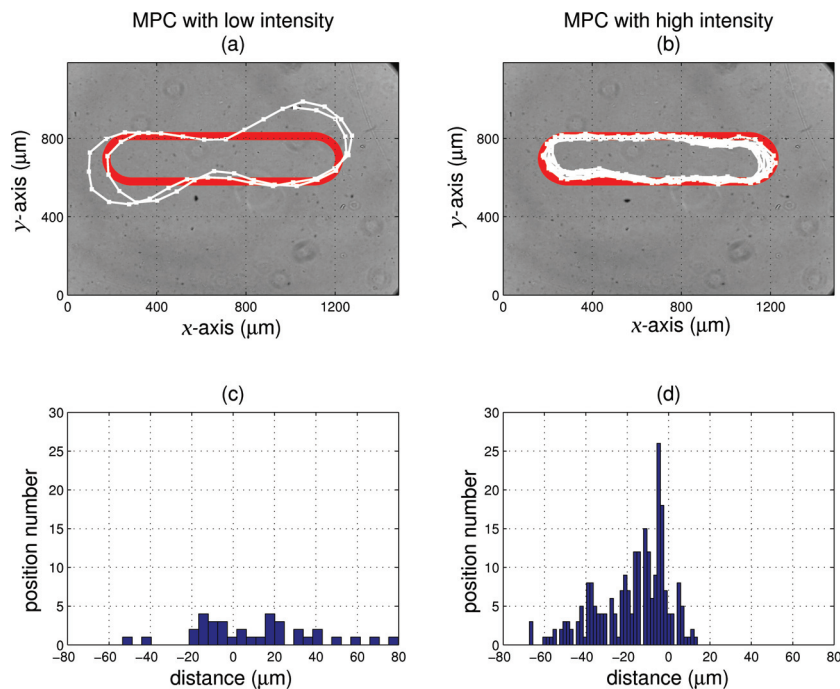 MPC with low intensity
(a)
MPC with high intensity
(b)
y-axis (μm)
800
400
0
0
400
800
1200
x-axis (μm)
y-axis (μm)
800
400
0
0
400
800
1200
x-axis (μm)
(c)
position number
30
25
20
15
10
5
0
−80 −60 −40 −20 0 20 40 60 80
distance (μm)
(d)
position number
30
25
20
15
10
5
0
−80 −60 −40 −20 0 20 40 60 80
distance (μm)